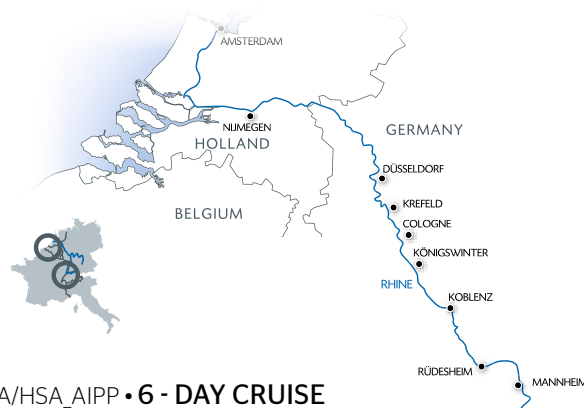 AMSTERDAM
NIJMEGEN
HOLLAND
GERMANY
DÜSSELDORF
BELGIUM
KREFELD
COLOGNE
KÖNIGSWINTER
RHINE
KOBLENZ
RÜDESHEIM
MANNHEIM
A/HSA_AIPP • 6 - DAY CRUISE